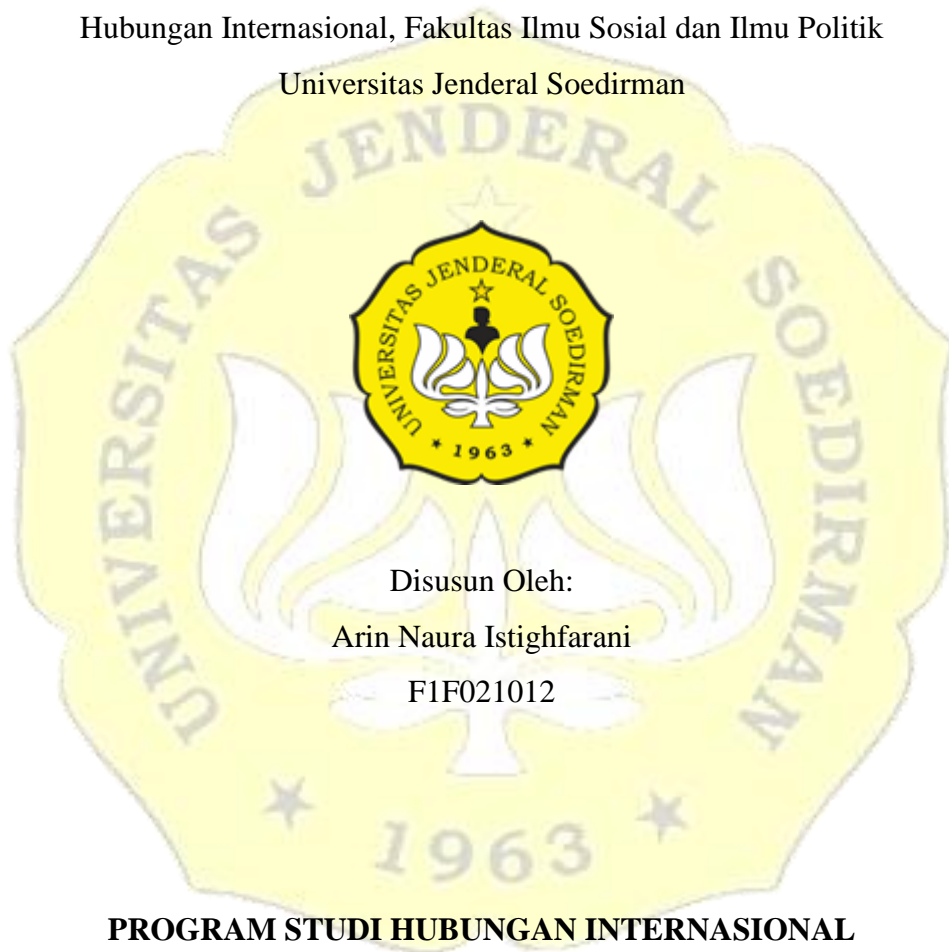 Hubungan Internasional, Fakultas Ilmu Sosial dan Ilmu Politik
Universitas Jenderal Soedirman
UNIVERSITAS JENDERAL SOEDIRMAN
★ 1963 ★
UNIVERSITAS JENDERAL SOEDIRMAN
★ 1963 ★
Disusun Oleh:
Arin Naura Istighfarani
F1F021012
PROGRAM STUDI HUBUNGAN INTERNASIONAL